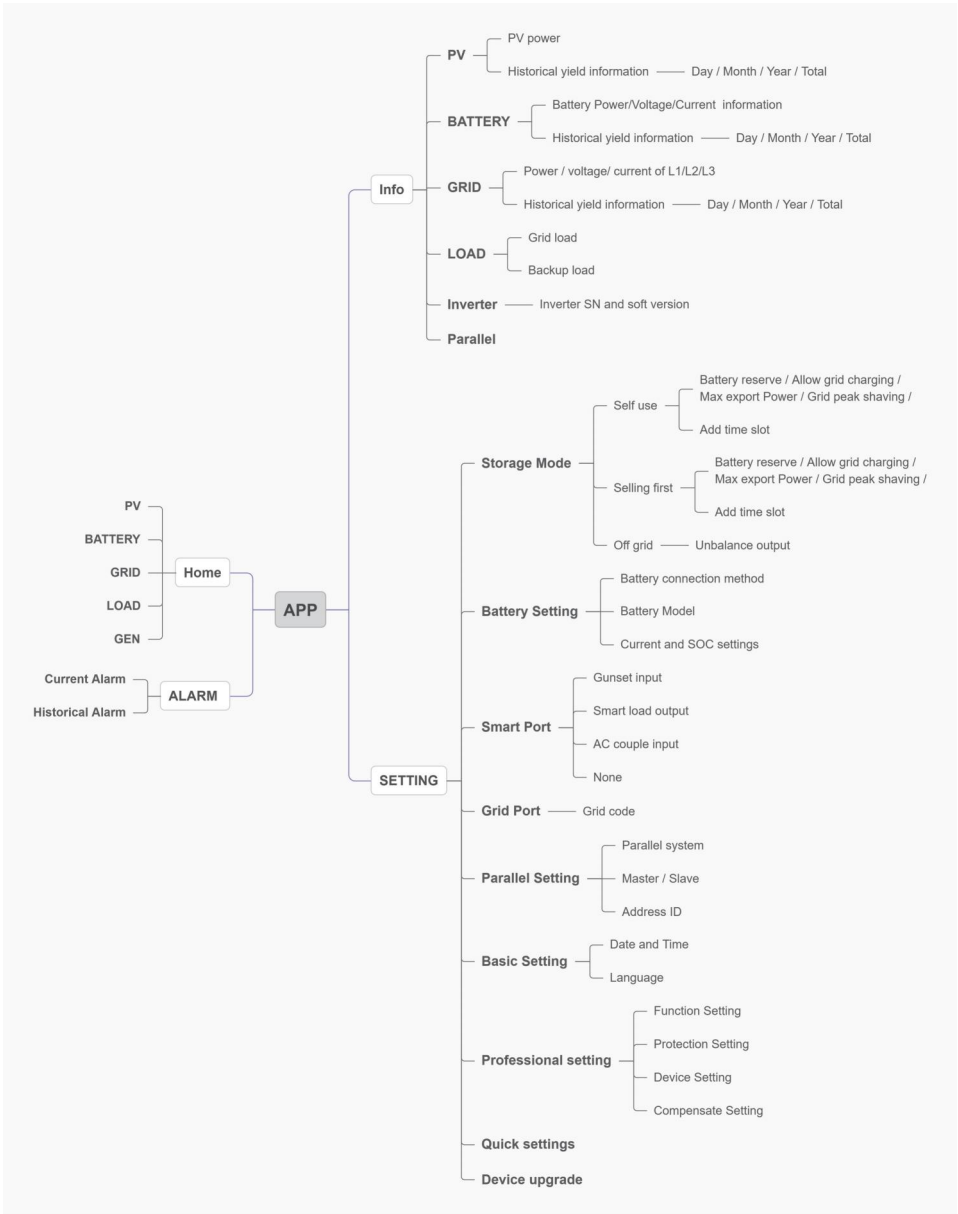 PV
PV power
Historical yield information
Day / Month / Year / Total
BATTERY
Battery Power/Voltage/Current information
Historical yield information
Day / Month / Year / Total
Info
GRID
Power / voltage/ current of L1/L2/L3
Historical yield information
Day / Month / Year / Total
LOAD
Grid load
Backup load
Inverter
Inverter SN and soft version
Parallel
PV
BATTERY
GRID
LOAD
GEN
Home
Current Alarm
Historical Alarm
ALARM
APP
SETTING
Storage Mode
Self use
Battery reserve / Allow grid charging /
Max export Power / Grid peak shaving /
Add time slot
Selling first
Battery reserve / Allow grid charging /
Max export Power / Grid peak shaving /
Add time slot
Off grid
Unbalance output
Battery Setting
Battery connection method
Battery Model
Current and SOC settings
Smart Port
Gunset input
Smart load output
AC couple input
None
Grid Port
Grid code
Parallel Setting
Parallel system
Master / Slave
Address ID
Basic Setting
Date and Time
Language
Professional setting
Function Setting
Protection Setting
Device Setting
Compensate Setting
Quick settings
Device upgrade